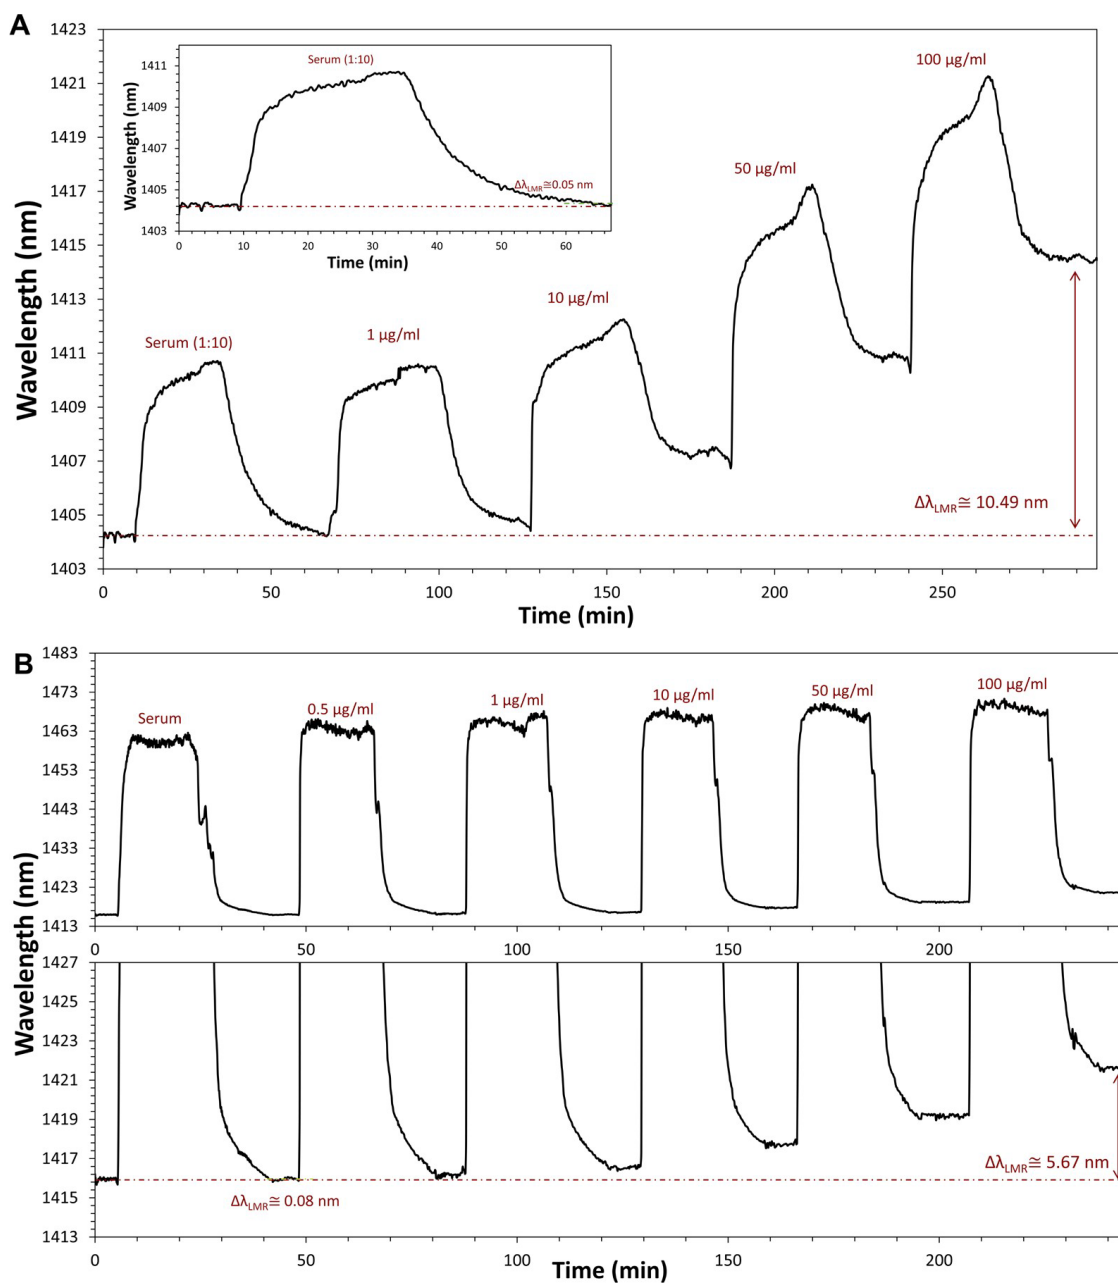 A
1423
1421
1419
1417
1415
1413
1411
1409
1407
1405
1403
Wavelength (nm)
0 50 100 150 200 250
Time (min)
Serum (1:10)
1 µg/ml
10 µg/ml
50 µg/ml
100 µg/ml
ΔλLMR≅ 10.49 nm
1411
1409
1407
1405
1403
Wavelength (nm)
0 10 20 30 40 50 60
Time (min)
Serum (1:10)
ΔλLMR≅0.05 nm
B
1483
1473
1463
1453
1443
1433
1423
1413
Serum
0.5 µg/ml
1 µg/ml
10 µg/ml
50 µg/ml
100 µg/ml
0 50 100 150 200
Wavelength (nm)
1427
1425
1423
1421
1419
1417
1415
1413
ΔλLMR≅ 0.08 nm
ΔλLMR≅ 5.67 nm
0 50 100 150 200
Time (min)